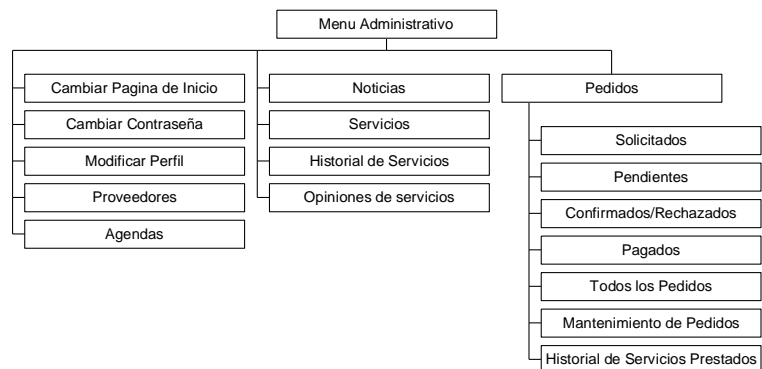 Menu Administrativo
Cambiar Pagina de Inicio
Cambiar Contraseña
Modificar Perfil
Proveedores
Agendas
Noticias
Servicios
Historial de Servicios
Opiniones de servicios
Pedidos
Solicitados
Pendientes
Confirmados/Rechazados
Pagados
Todos los Pedidos
Mantenimiento de Pedidos
Historial de Servicios Prestados